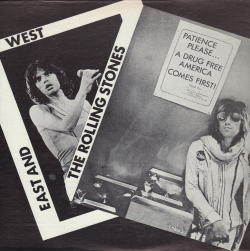 WEST
EAST AND
THE ROLLING STONES
PATIENCE
PLEASE...
A DRUG FREE
AMERICA
COMES FIRST!